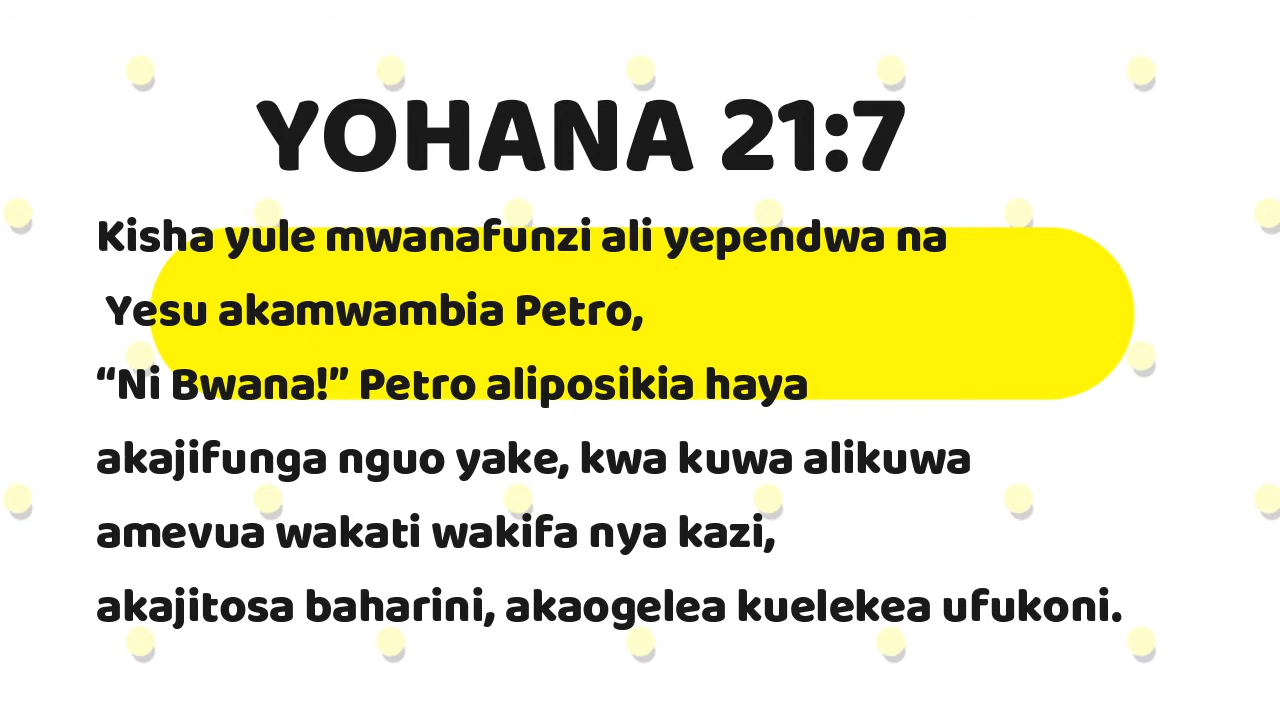 YOHANA 21:7
Kisha yule mwanafunzi ali yependwa na
Yesu akamwambia Petro,
“Ni Bwana!” Petro aliposikia haya
akajifunga nguo yake, kwa kuwa alikuwa
amevua wakati wakifa nya kazi,
akajitosa baharini, akaogelea kuelekea ufukoni.